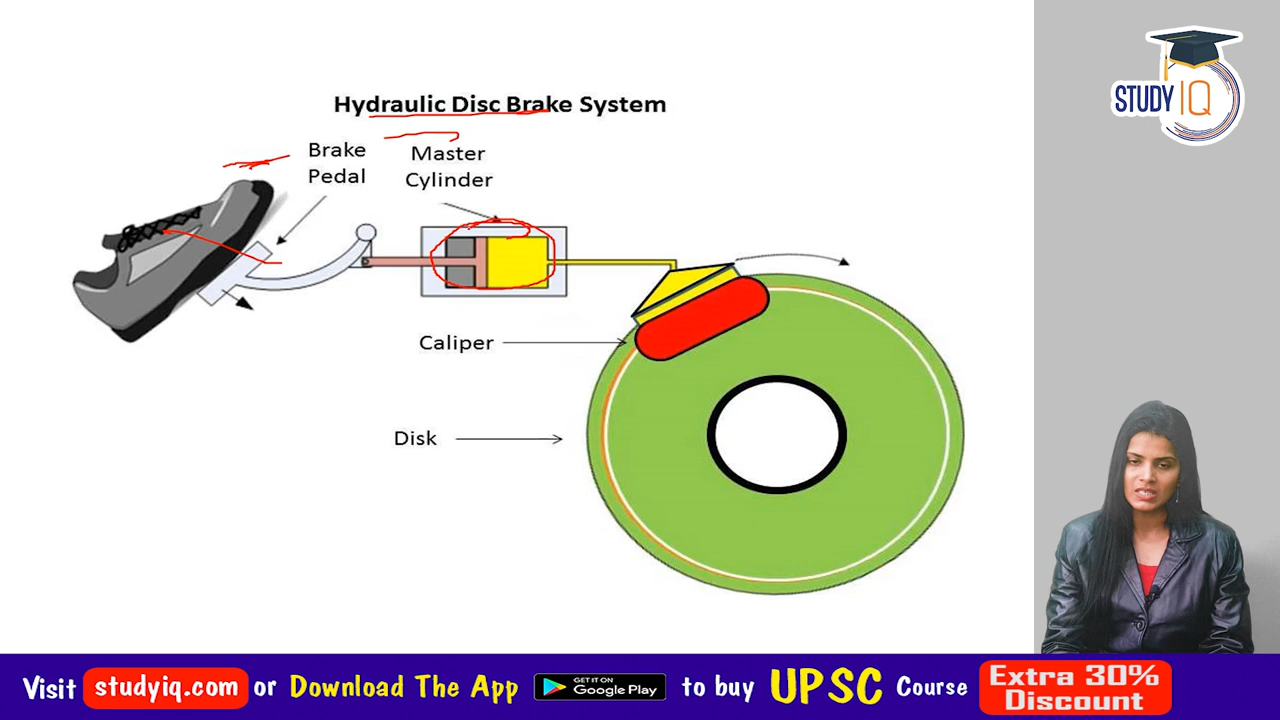 STUDY IQ
Hydraulic Disc Brake System
Brake
Pedal
Master
Cylinder
Caliper
Disk
Visit studyiq.com or Download The App GET IT ON Google Play to buy UPSC Course Extra 30% Discount